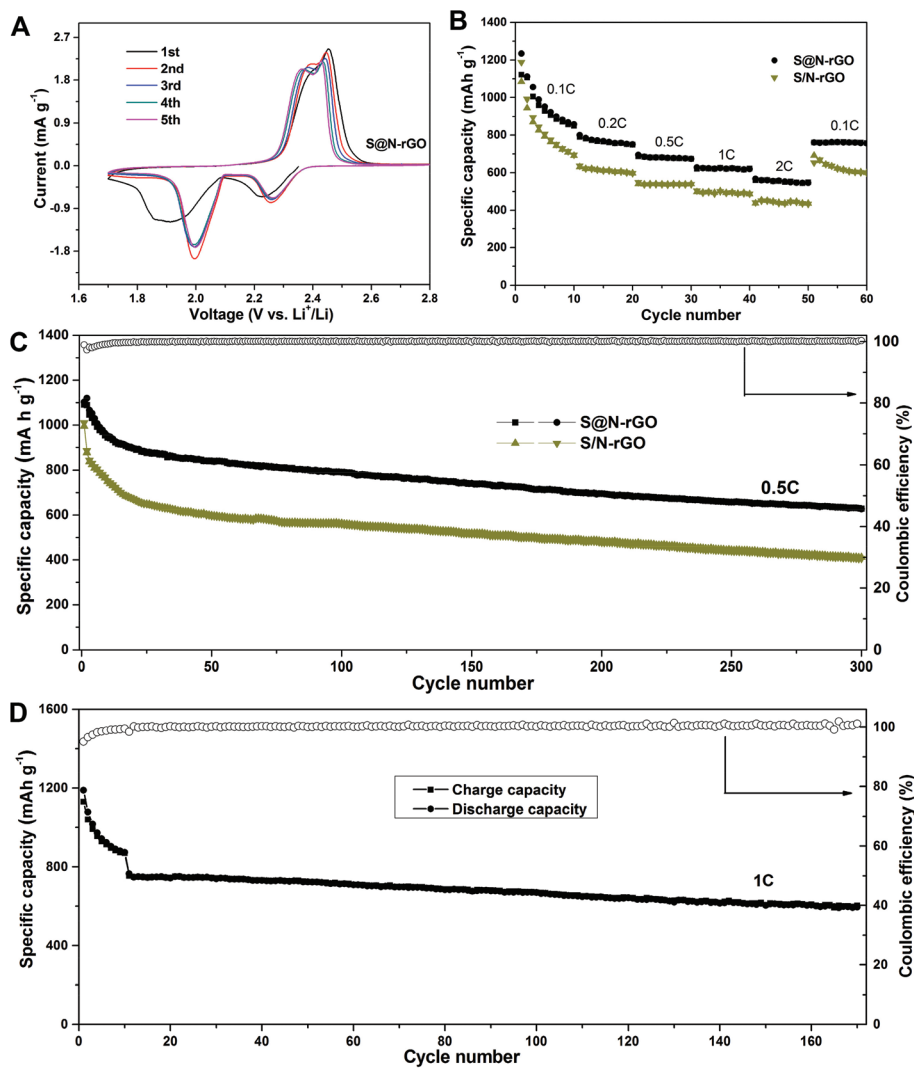 A
2.7
1.8
0.9
0.0
-0.9
-1.8
Current (mA g⁻¹)
1st
2nd
3rd
4th
5th
S@N-rGO
1.6 1.8 2.0 2.2 2.4 2.6 2.8
Voltage (V vs. Li⁺/Li)
B
1400
1200
1000
800
600
400
200
0
Specific capacity (mAh g⁻¹)
S@N-rGO
S/N-rGO
0.1C
0.2C
0.5C
1C
2C
0.1C
0 10 20 30 40 50 60
Cycle number
C
1400
1200
1000
800
600
400
200
0
Specific capacity (mA h g⁻¹)
S@N-rGO
S/N-rGO
0.5C
100
80
60
40
20
0
Coulombic efficiency (%)
0 50 100 150 200 250 300
Cycle number
D
1600
1200
800
400
0
Specific capacity (mAh g⁻¹)
Charge capacity
Discharge capacity
1C
100
80
60
40
20
0
Coulombic efficiency (%)
0 20 40 60 80 100 120 140 160
Cycle number